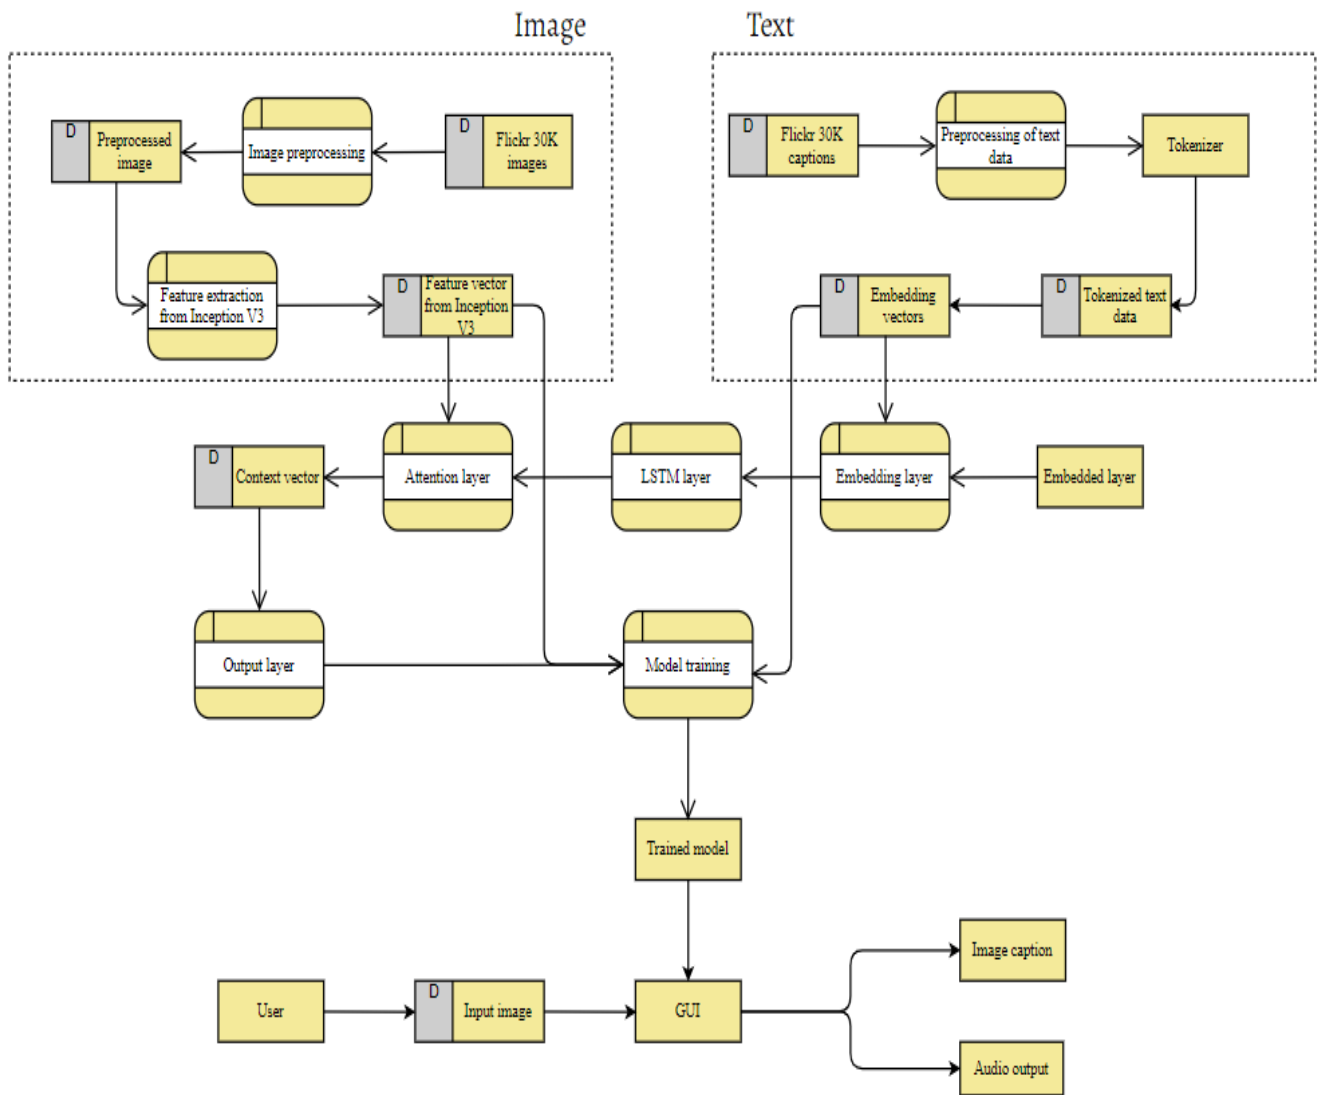 Image
Text
D
Preprocessed
image
Image preprocessing
D
Flickr 30K
images
D
Flickr 30K
captions
Preprocessing of text
data
Tokenizer
Feature extraction
from Inception V3
D
Feature vector
from Inception
V3
D
Embedding
vectors
D
Tokenized text
data
D
Context vector
Attention layer
LSTM layer
Embedding layer
Embedded layer
Output layer
Model training
Trained model
Image caption
User
D
Input image
GUI
Audio output